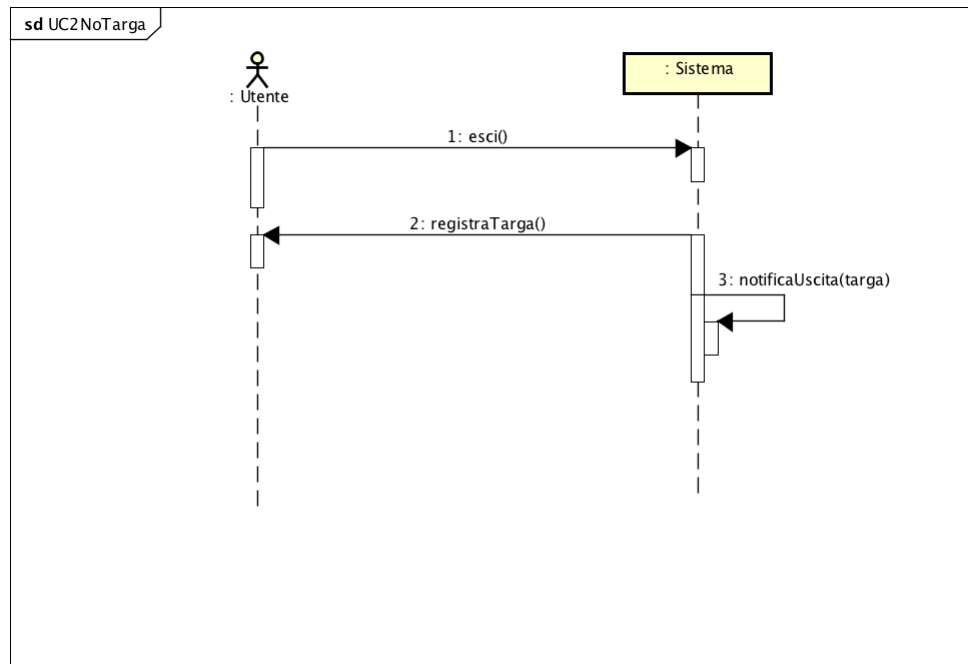 sd UC2NoTarga
: Utente
: Sistema
1: esci()
2: registraTarga()
3: notificaUscita(targa)